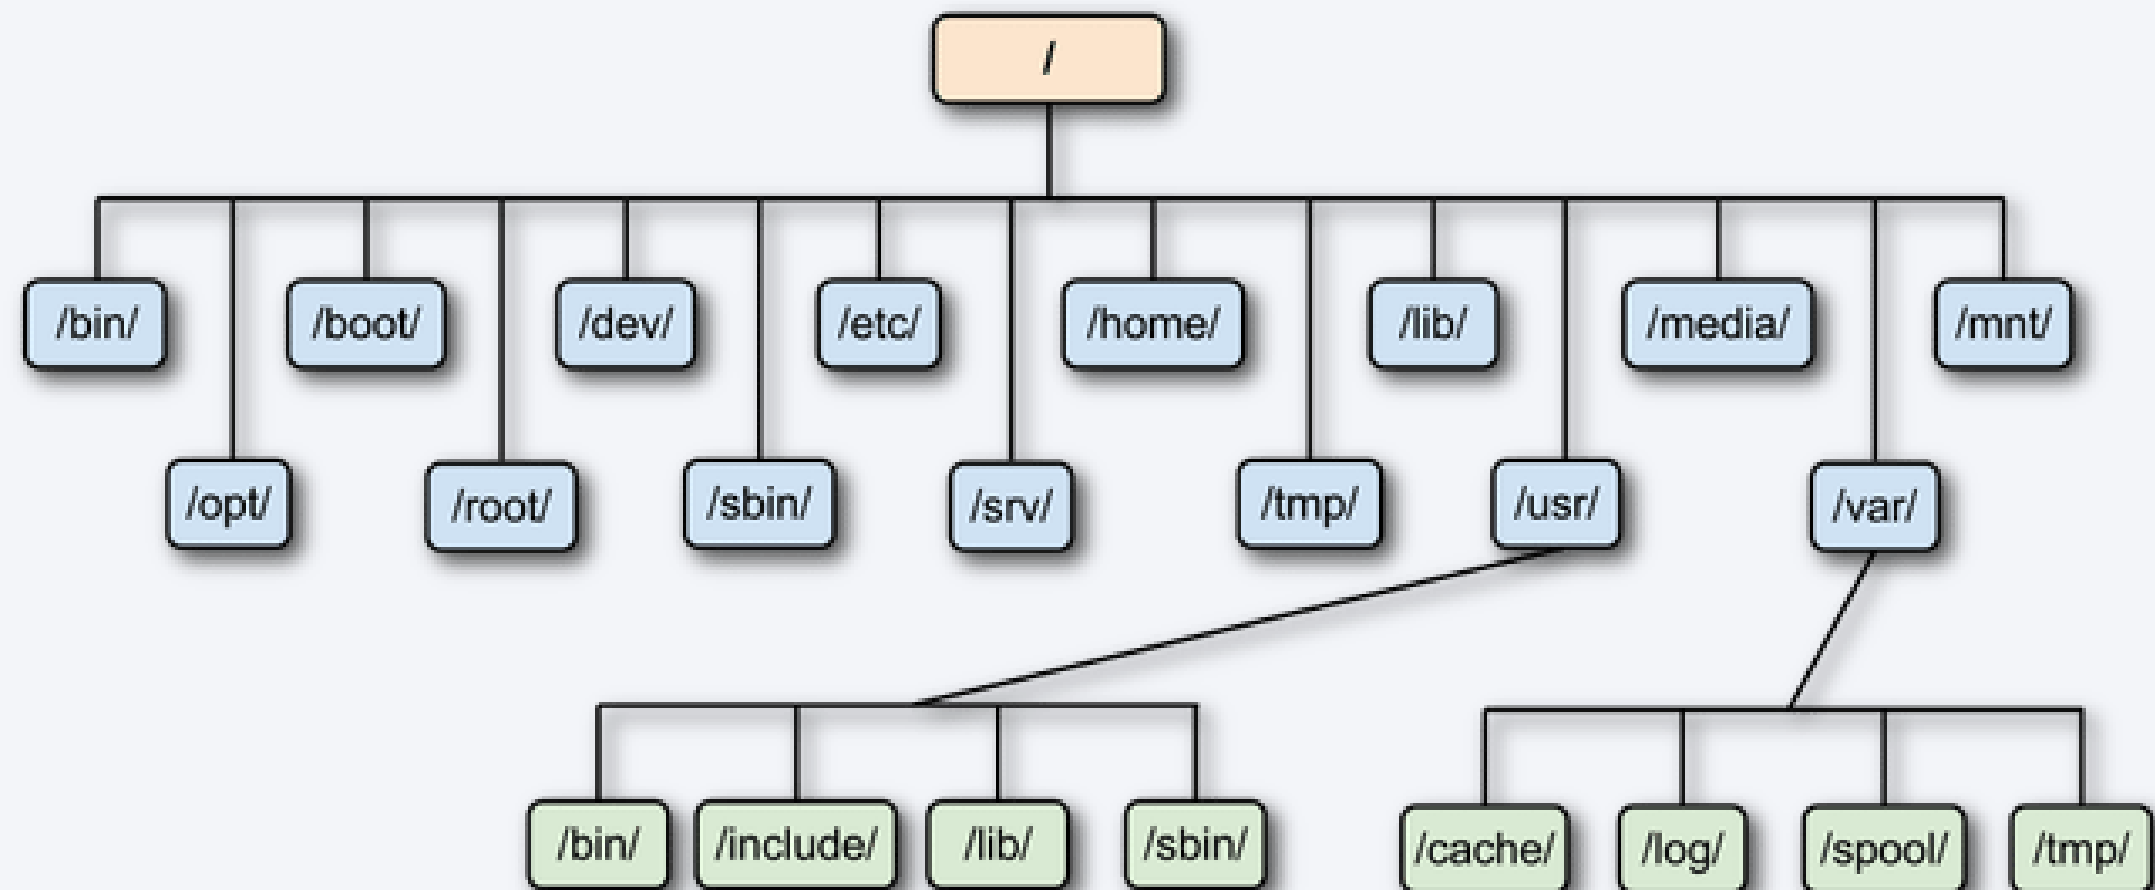 /
/bin/
/boot/
/dev/
/etc/
/home/
/lib/
/media/
/mnt/
/opt/
/root/
/sbin/
/srv/
/tmp/
/usr/
/var/
/bin/
/include/
/lib/
/sbin/
/cache/
/log/
/spool/
/tmp/